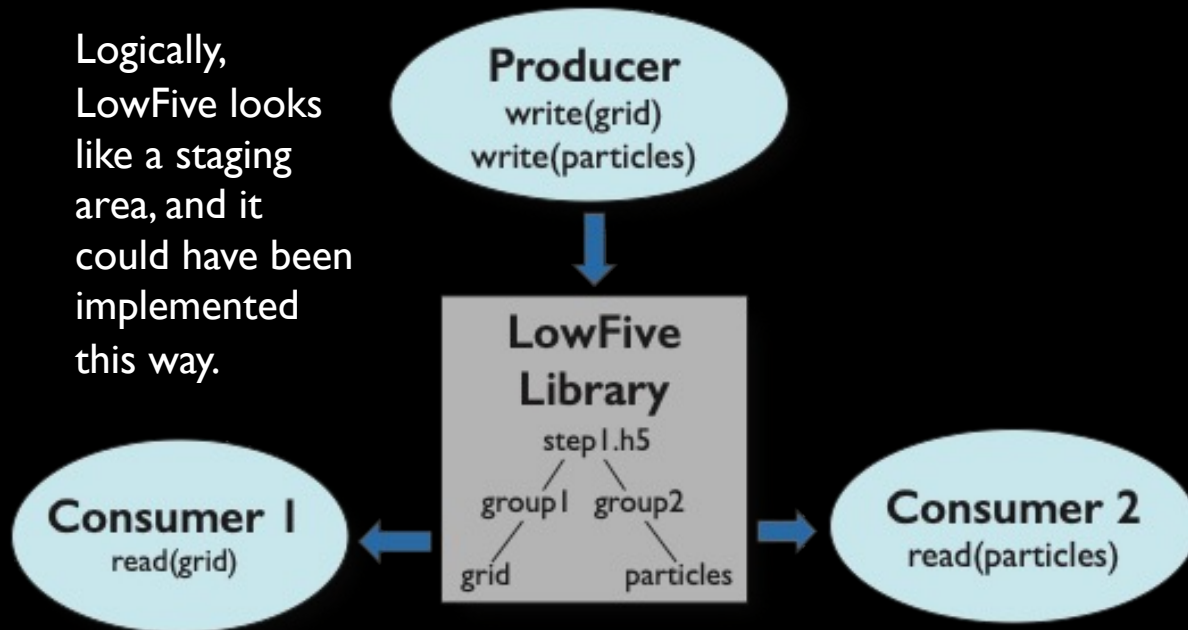 Logically,
LowFive looks
like a staging
area, and it
could have been
implemented
this way.
Producer
write(grid)
write(particles)
LowFive
Library
step1.h5
group1 group2
grid particles
Consumer 1
read(grid)
Consumer 2
read(particles)